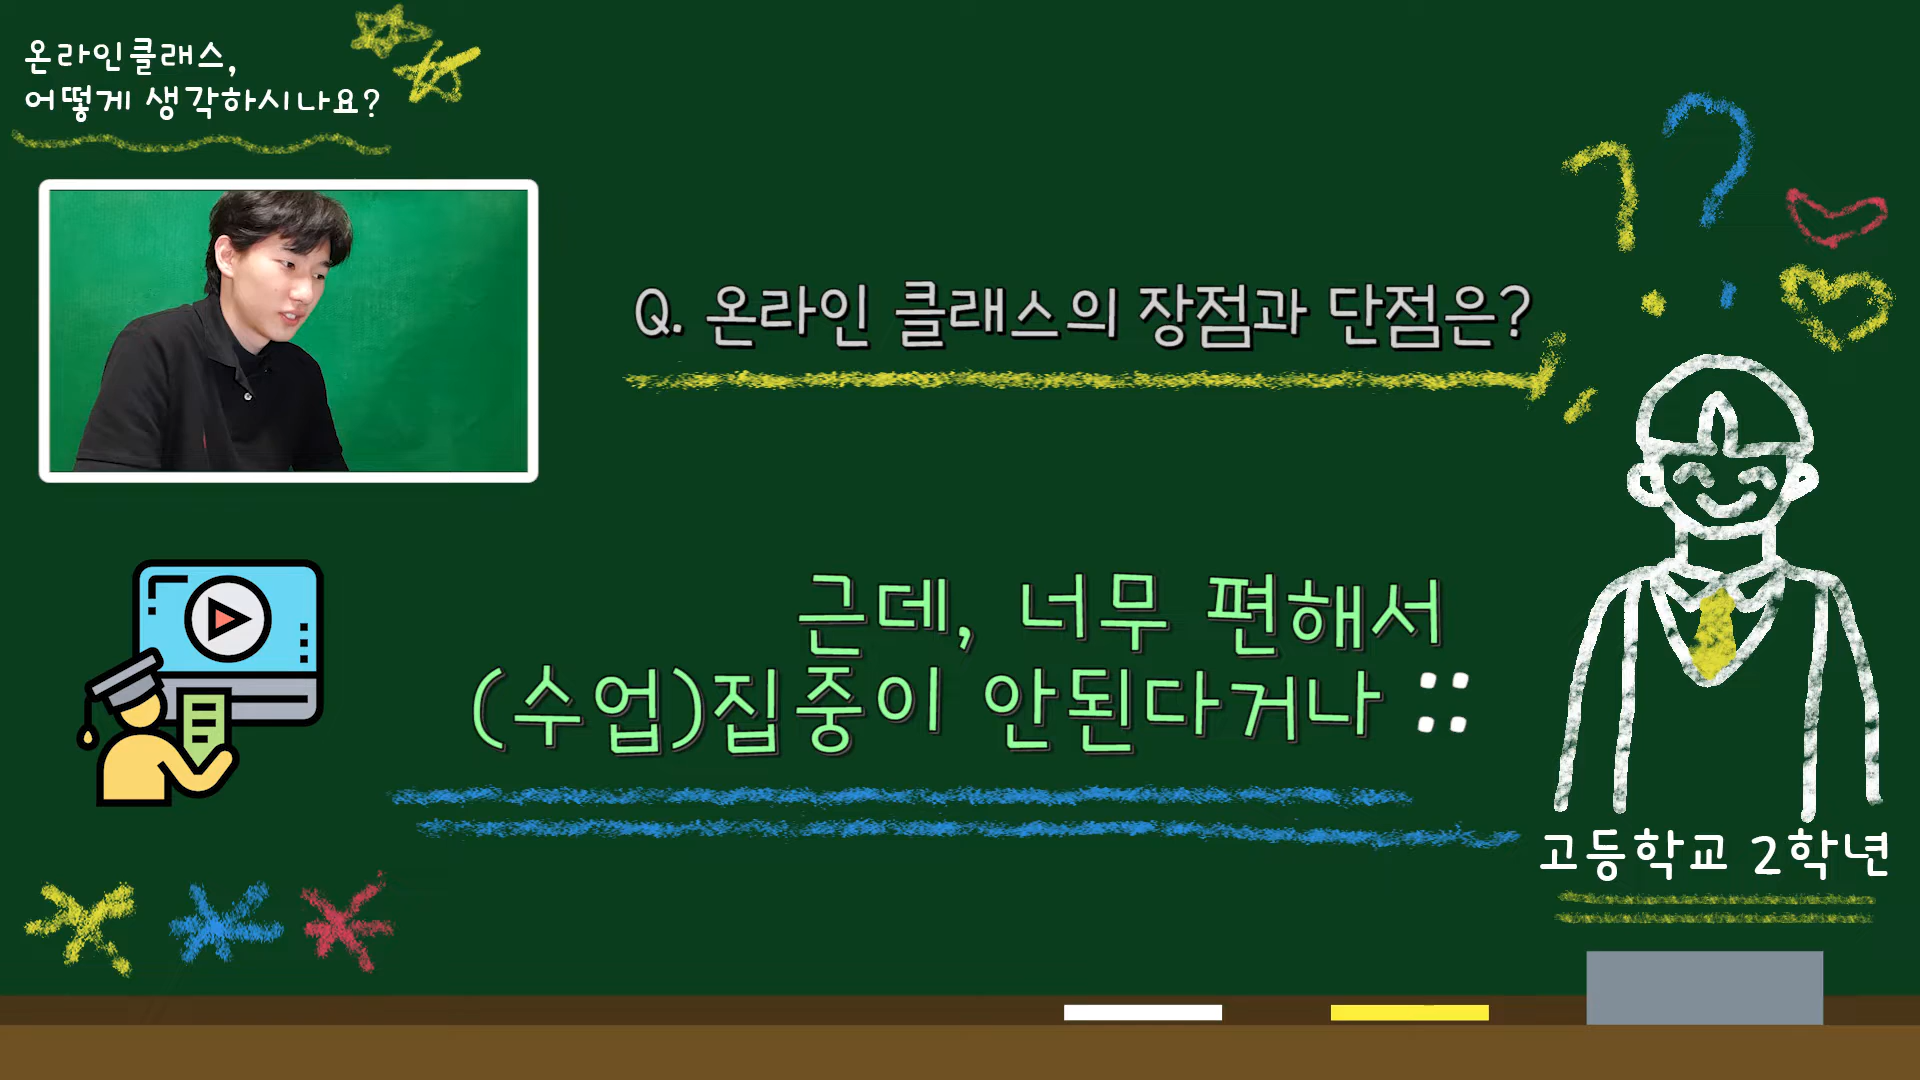 온라인클래스,
어떻게 생각하시나요?
Q. 온라인 클래스의 장점과 단점은?
근데, 너무 편해서
(수업)집중이 안된다거나
고등학교 2학년